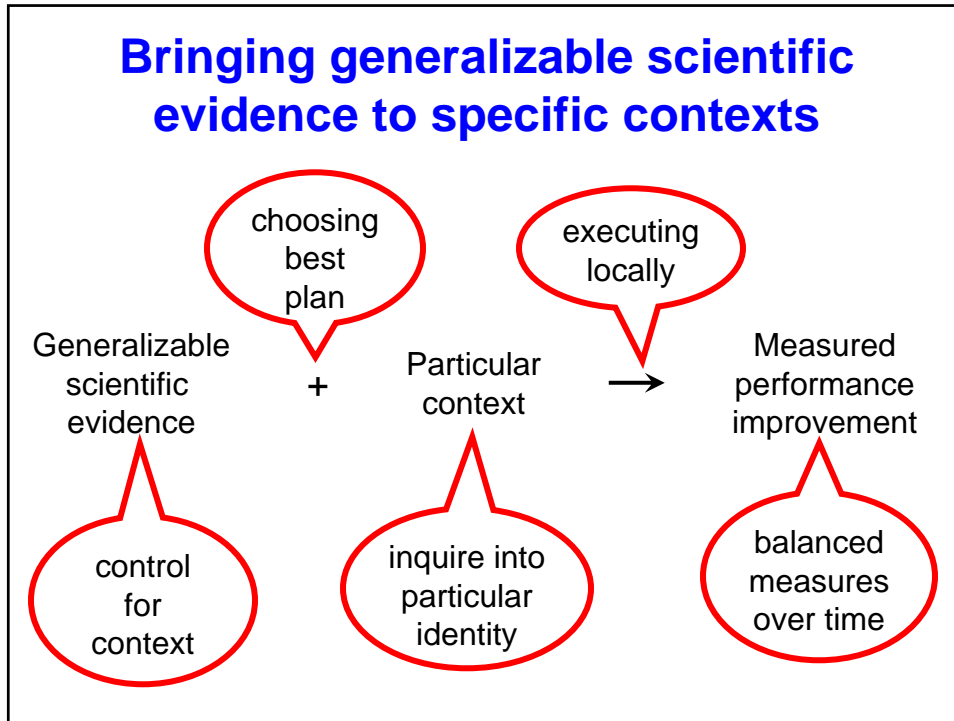 Bringing generalizable scientific
evidence to specific contexts
choosing
best
plan
executing
locally
Generalizable
scientific
evidence
+
Particular
context
→
Measured
performance
improvement
control
for
context
inquire into
particular
identity
balanced
measures
over time